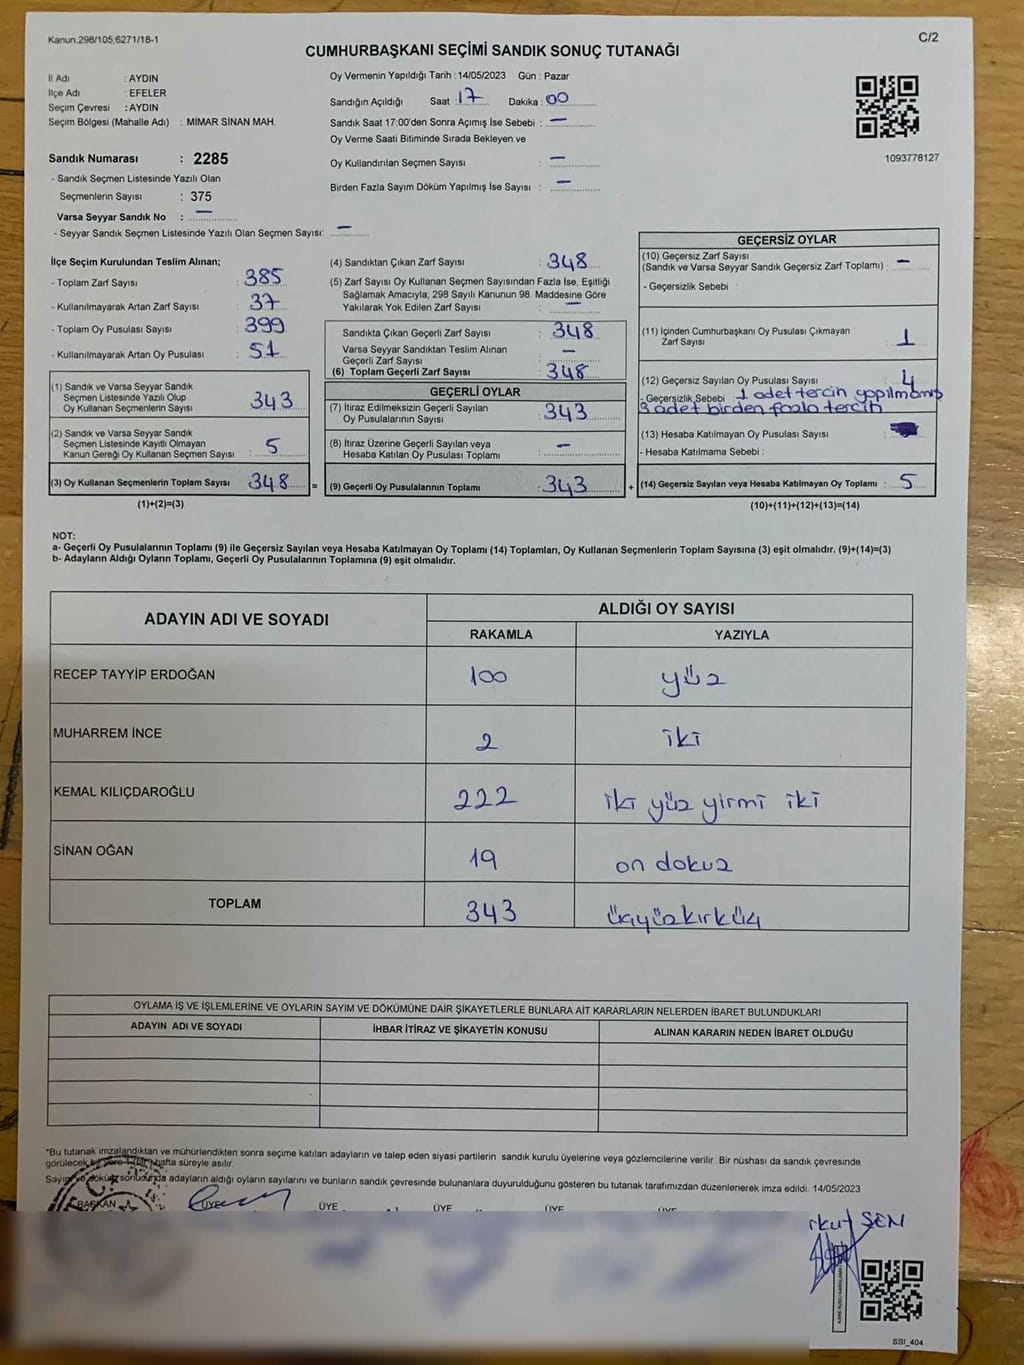 Kanun.298/105,6271/18-1
C/2
CUMHURBAŞKANI SEÇİMİ SANDIK SONUÇ TUTANAĞI
İl Adı : AYDIN
İlçe Adı : EFELER
Seçim Çevresi : AYDIN
Seçim Bölgesi (Mahalle Adı) : MİMAR SİNAN MAH.
Sandık Numarası : 2285
- Sandık Seçmen Listesinde Yazılı Olan
Seçmenlerin Sayısı : 375
Varsa Seyyar Sandık No : —
- Seyyar Sandık Seçmen Listesinde Yazılı Olan Seçmen Sayısı: —
Oy Vermenin Yapıldığı Tarih : 14/05/2023 Gün : Pazar
Sandığın Açıldığı Saat : 17 Dakika : 00
Sandık Saat 17:00'den Sonra Açımış İse Sebebi : —
Oy Verme Saati Bitiminde Sırada Bekleyen ve
Oy Kullandırılan Seçmen Sayısı : —
Birden Fazla Sayım Döküm Yapılmış İse Sayısı : —
1093778127
İlçe Seçim Kurulundan Teslim Alınan;
- Toplam Zarf Sayısı : 385
- Kullanılmayarak Artan Zarf Sayısı : 37
- Toplam Oy Pusulası Sayısı : 399
- Kullanılmayarak Artan Oy Pusulası : 51
(1) Sandık ve Varsa Seyyar Sandık
Seçmen Listesinde Yazılı Olup
Oy Kullanan Seçmenlerin Sayısı : 343
(2) Sandık ve Varsa Seyyar Sandık
Seçmen Listesinde Kayıtlı Olmayan
Kanun Gereği Oy Kullanan Seçmen Sayısı : 5
(3) Oy Kullanan Seçmenlerin Toplam Sayısı : 348 =
(1)+(2)=(3)
(4) Sandıktan Çıkan Zarf Sayısı : 348
(5) Zarf Sayısı Oy Kullanan Seçmen Sayısından Fazla İse, Eşitliği
Sağlamak Amacıyla; 298 Sayılı Kanunun 98. Maddesine Göre
Yakılarak Yok Edilen Zarf Sayısı : —
Sandıkta Çıkan Geçerli Zarf Sayısı : 348
Varsa Seyyar Sandıktan Teslim Alınan
Geçerli Zarf Sayısı : —
(6) Toplam Geçerli Zarf Sayısı : 348
GEÇERLİ OYLAR
(7) İtiraz Edilmeksizin Geçerli Sayılan
Oy Pusulalarının Sayısı : 343
(8) İtiraz Üzerine Geçerli Sayılan veya
Hesaba Katılan Oy Pusulası Toplamı : —
(9) Geçerli Oy Pusulalarının Toplamı : 343 +
GEÇERSİZ OYLAR
(10) Geçersiz Zarf Sayısı
(Sandık ve Varsa Seyyar Sandık Geçersiz Zarf Toplamı) : —
- Geçersizlik Sebebi :
(11) İçinden Cumhurbaşkanı Oy Pusulası Çıkmayan
Zarf Sayısı : 1
(12) Geçersiz Sayılan Oy Pusulası Sayısı : 4
- Geçersizlik Sebebi : 1 adet tercih yapılmamış
3 adet birden fazla tercih
(13) Hesaba Katılmayan Oy Pusulası Sayısı :
- Hesaba Katılmama Sebebi :
(14) Geçersiz Sayılan veya Hesaba Katılmayan Oy Toplamı : 5
(10)+(11)+(12)+(13)=(14)
NOT:
a- Geçerli Oy Pusulalarının Toplamı (9) ile Geçersiz Sayılan veya Hesaba Katılmayan Oy Toplamı (14) Toplamları, Oy Kullanan Seçmenlerin Toplam Sayısına (3) eşit olmalıdır. (9)+(14)=(3)
b- Adayların Aldığı Oyların Toplamı, Geçerli Oy Pusulalarının Toplamına (9) eşit olmalıdır.
ADAYIN ADI VE SOYADI ALDIĞI OY SAYISI
RAKAMLA YAZIYLA
RECEP TAYYİP ERDOĞAN 100 yüz
MUHARREM İNCE 2 iki
KEMAL KILIÇDAROĞLU 222 iki yüz yirmi iki
SİNAN OĞAN 19 on dokuz
TOPLAM 343 üçyüzkırküç
OYLAMA İŞ VE İŞLEMLERİNE VE OYLARIN SAYIM VE DÖKÜMÜNE DAİR ŞİKAYETLERLE BUNLARA AİT KARARLARIN NELERDEN İBARET BULUNDUKLARI
ADAYIN ADI VE SOYADI İHBAR İTİRAZ VE ŞİKAYETİN KONUSU ALINAN KARARIN NEDEN İBARET OLDUĞU
*Bu tutanak imzalandıktan ve mühürlendikten sonra seçime katılan adayların ve talep eden siyasi partilerin sandık kurulu üyelerine veya gözlemcilerine verilir. Bir nüshası da sandık çevresinde
görülecek bir yere 1 (bir) hafta süreyle asılır.
Sayım ve döküm sonucunda adayların aldığı oyların sayılarını ve bunların sandık çevresinde bulunanlara duyurulduğunu gösteren bu tutanak tarafımızdan düzenlenerek imza edildi. 14/05/2023
BAŞKAN ÜYE ÜYE ÜYE ÜYE ÜYE
ŞEN
SSI_404